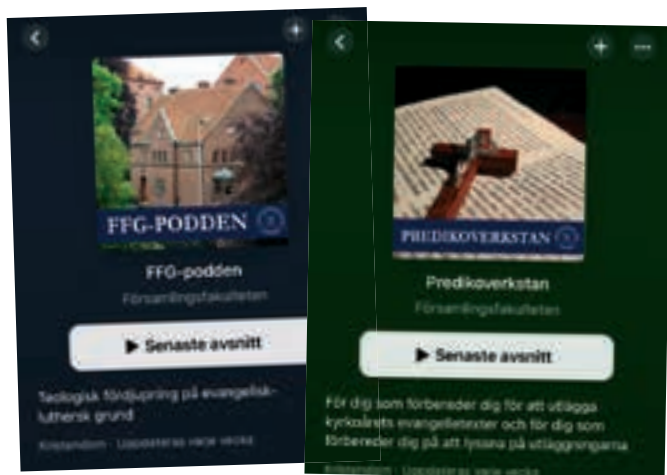 FFG-PODDEN
FFG-podden
Församlingsfakulteten
▶ Senaste avsnitt
Teologisk fördjupning på evangelisk-
luthersk grund
Kristendom · Uppdateras varje vecka
PREDIKOVERKSTAN
Predikoverkstan
Församlingsfakulteten
▶ Senaste avsnitt
För dig som förbereder dig för att utlägga
kyrkoårets evangelietexter och för dig som
förbereder dig på att lyssna på utläggningarna
Kristendom · Uppdateras varje vecka